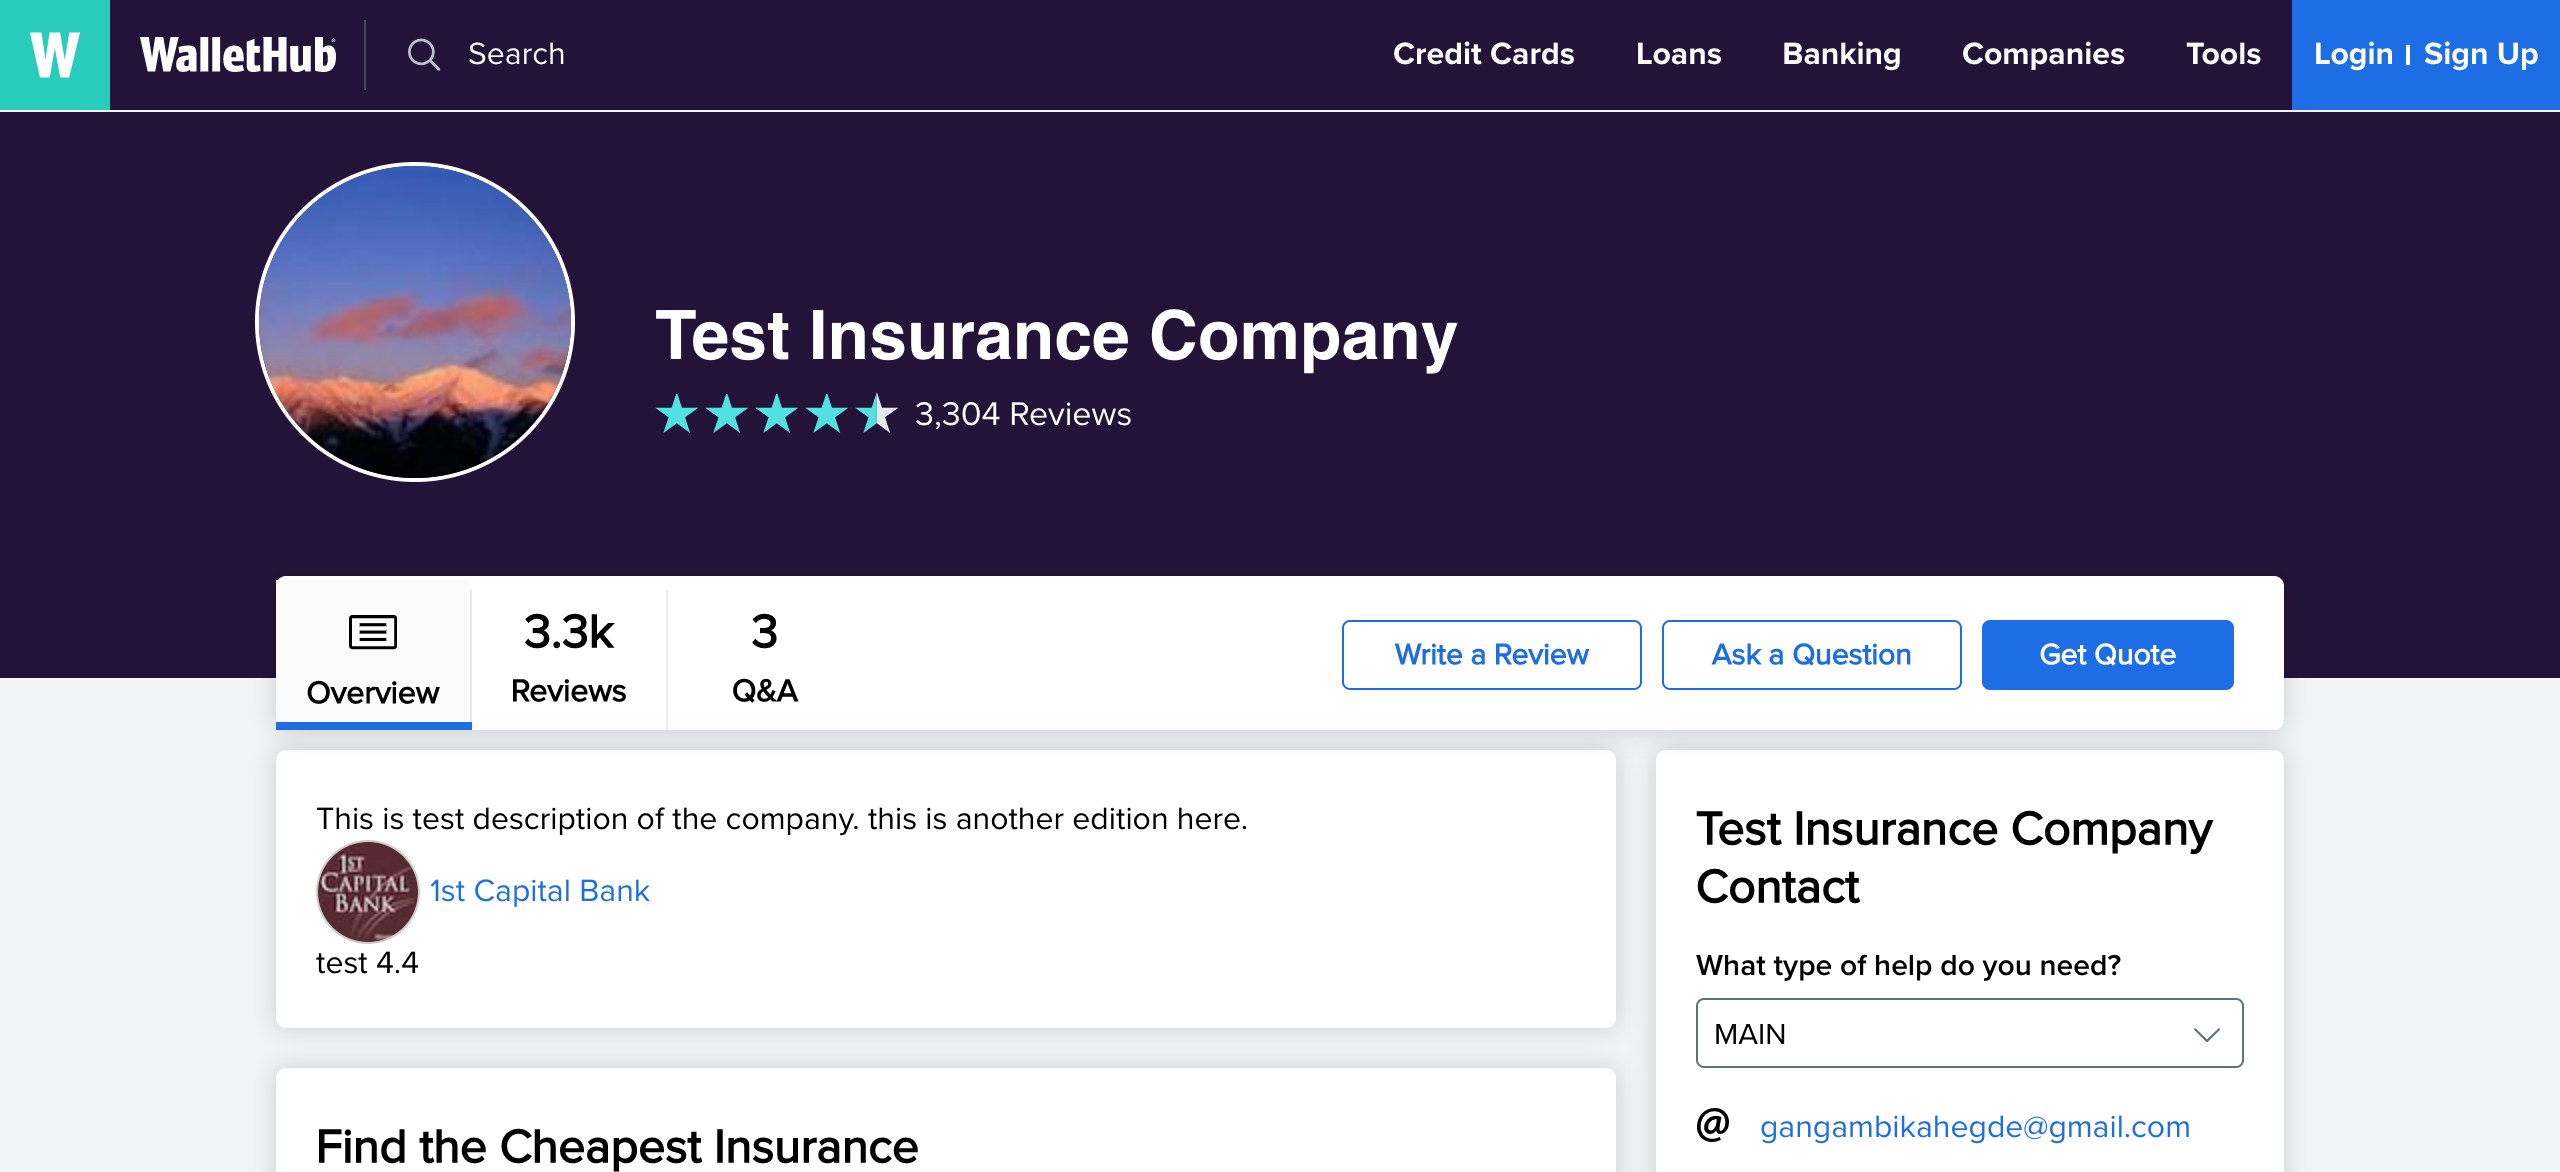 W WalletHub Search Credit Cards Loans Banking Companies Tools Login | Sign Up
Test Insurance Company
3,304 Reviews
Overview
3.3k
Reviews
3
Q&A
Write a Review
Ask a Question
Get Quote
This is test description of the company. this is another edition here.
1ST
CAPITAL
BANK
1st Capital Bank
test 4.4
Find the Cheapest Insurance
Test Insurance Company
Contact
What type of help do you need?
MAIN
@ gangambikahegde@gmail.com